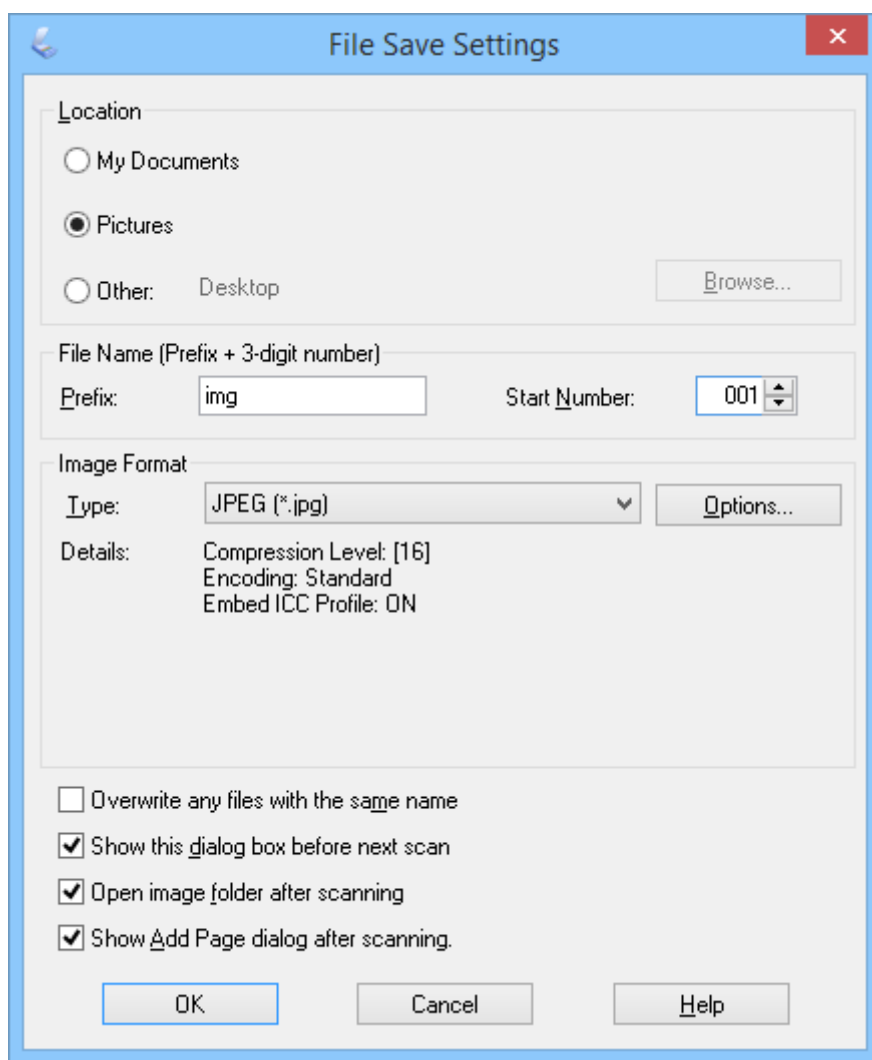 File Save Settings
Location
My Documents
Pictures
Other: Desktop Browse...
File Name (Prefix + 3-digit number)
Prefix: img Start Number: 001
Image Format
Type: JPEG (*.jpg) Options...
Details: Compression Level: [16]
Encoding: Standard
Embed ICC Profile: ON
Overwrite any files with the same name
Show this dialog box before next scan
Open image folder after scanning
Show Add Page dialog after scanning.
OK Cancel Help